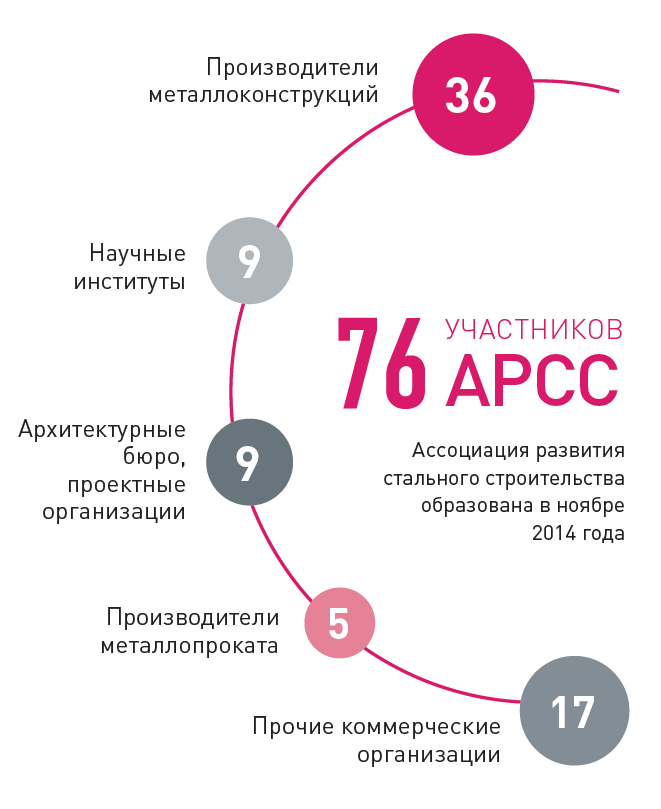 Производители
металлоконструкций
36
Научные
институты
9
76
УЧАСТНИКОВ
АРСС
Ассоциация развития
стального строительства
образована в ноябре
2014 года
Архитектурные
бюро,
проектные
организации
9
Производители
металлопроката
5
Прочие коммерческие
организации
17